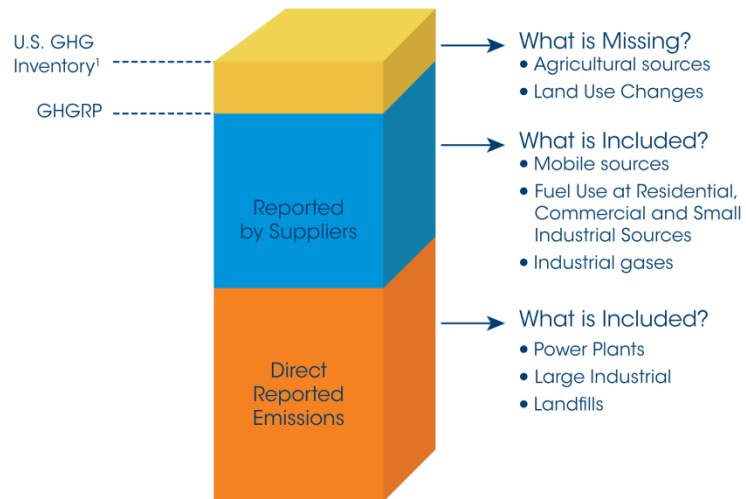 U.S. GHG
Inventory¹
GHGRP
Reported
by Suppliers
Direct
Reported
Emissions
What is Missing?
• Agricultural sources
• Land Use Changes
What is Included?
• Mobile sources
• Fuel Use at Residential,
Commercial and Small
Industrial Sources
• Industrial gases
What is Included?
• Power Plants
• Large Industrial
• Landfills